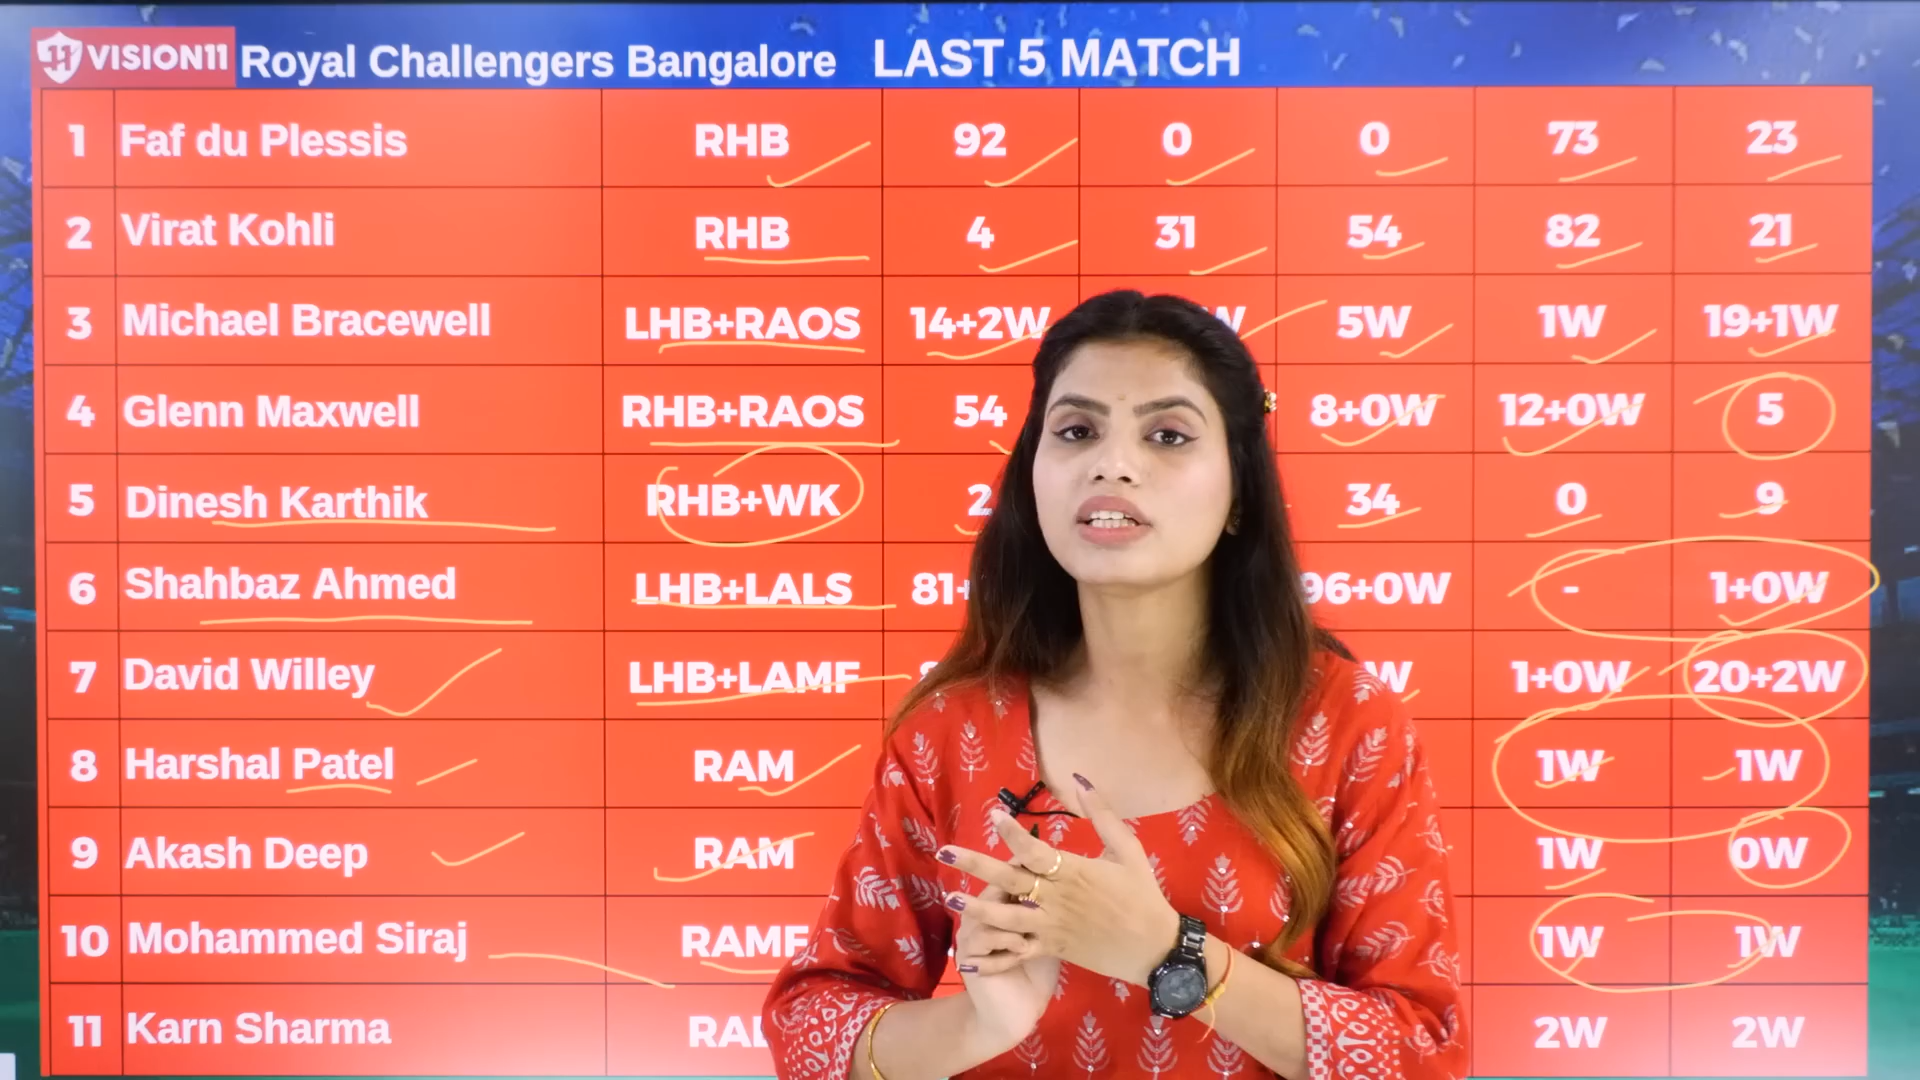 VISION11 Royal Challengers Bangalore LAST 5 MATCH
1 Faf du Plessis RHB 92 0 0 73 23
2 Virat Kohli RHB 4 31 54 82 21
3 Michael Bracewell LHB+RAOS 14+2W 5W 1W 19+1W
4 Glenn Maxwell RHB+RAOS 54 8+0W 12+0W 5
5 Dinesh Karthik RHB+WK 34 0 9
6 Shahbaz Ahmed LHB+LALS 96+0W - 1+0W
7 David Willey LHB+LAMF 1+0W 20+2W
8 Harshal Patel RAM 1W 1W
9 Akash Deep RAM 1W 0W
10 Mohammed Siraj RAMF 1W 1W
11 Karn Sharma 2W 2W